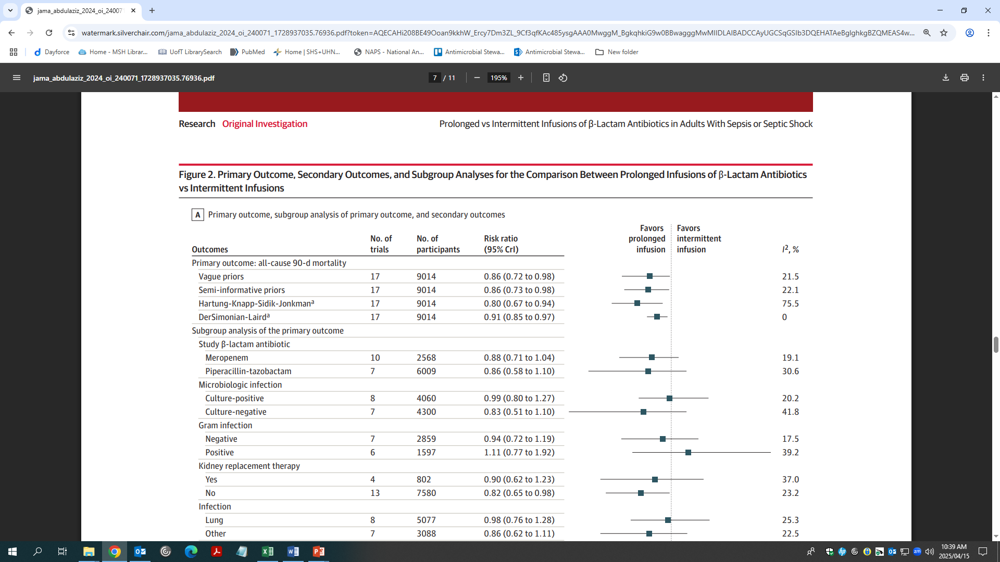 jama_abdulaziz_2024_oi_24007
watermark.silverchair.com/jama_abdulaziz_2024_oi_240071_1728937035.76936.pdf?token=AQECAHi208BE49Ooan9kkhW_Ercy7Dm3ZL_9Cf3qfKAc485ysgAAA0MwggM_BgkqhkiG9w0BBwagggMwMIIDLAIBADCCAyUGCSqGSIb3DQEHATAeBglghkgBZQMEAS4w...
Dayforce Home - MSH Librar... UofT LibrarySearch PubMed Home | SHS+UHN... NAPS - National An... Antimicrobial Stewa... Antimicrobial Stewa... New folder
jama_abdulaziz_2024_oi_240071_1728937035.76936.pdf 7 / 11 195%
Research Original Investigation Prolonged vs Intermittent Infusions of β-Lactam Antibiotics in Adults With Sepsis or Septic Shock
Figure 2. Primary Outcome, Secondary Outcomes, and Subgroup Analyses for the Comparison Between Prolonged Infusions of β-Lactam Antibiotics
vs Intermittent Infusions
A Primary outcome, subgroup analysis of primary outcome, and secondary outcomes
Favors Favors
No. of No. of Risk ratio prolonged intermittent
Outcomes trials participants (95% CrI) infusion infusion I², %
Primary outcome: all-cause 90-d mortality
Vague priors 17 9014 0.86 (0.72 to 0.98) 21.5
Semi-informative priors 17 9014 0.86 (0.73 to 0.98) 22.1
Hartung-Knapp-Sidik-Jonkmanᵃ 17 9014 0.80 (0.67 to 0.94) 75.5
DerSimonian-Lairdᵃ 17 9014 0.91 (0.85 to 0.97) 0
Subgroup analysis of the primary outcome
Study β-lactam antibiotic
Meropenem 10 2568 0.88 (0.71 to 1.04) 19.1
Piperacillin-tazobactam 7 6009 0.86 (0.58 to 1.10) 30.6
Microbiologic infection
Culture-positive 8 4060 0.99 (0.80 to 1.27) 20.2
Culture-negative 7 4300 0.83 (0.51 to 1.10) 41.8
Gram infection
Negative 7 2859 0.94 (0.72 to 1.19) 17.5
Positive 6 1597 1.11 (0.77 to 1.92) 39.2
Kidney replacement therapy
Yes 4 802 0.90 (0.62 to 1.23) 37.0
No 13 7580 0.82 (0.65 to 0.98) 23.2
Infection
Lung 8 5077 0.98 (0.76 to 1.28) 25.3
Other 7 3088 0.86 (0.62 to 1.11) 22.5
10:39 AM
2025/04/15